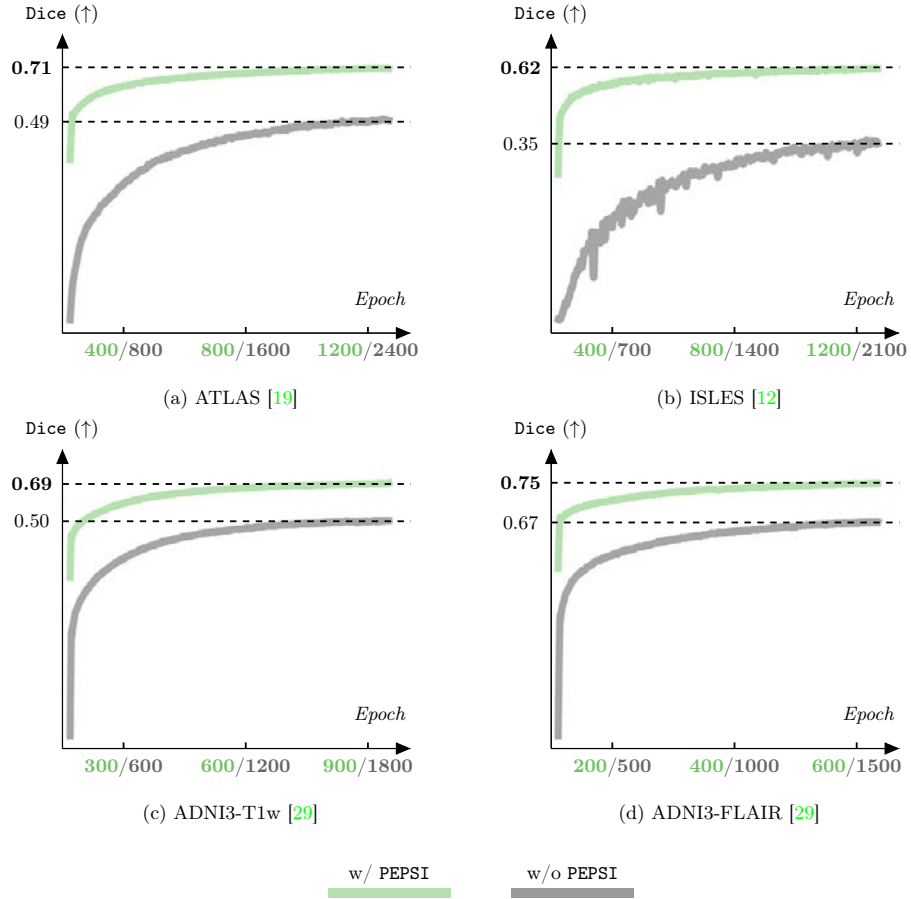 Dice (↑)
0.71
0.49
Epoch
400/800
800/1600
1200/2400
(a) ATLAS [19]
Dice (↑)
0.62
0.35
Epoch
400/700
800/1400
1200/2100
(b) ISLES [12]
Dice (↑)
0.69
0.50
Epoch
300/600
600/1200
900/1800
(c) ADNI3-T1w [29]
Dice (↑)
0.75
0.67
Epoch
200/500
400/1000
600/1500
(d) ADNI3-FLAIR [29]
w/ PEPSI
w/o PEPSI